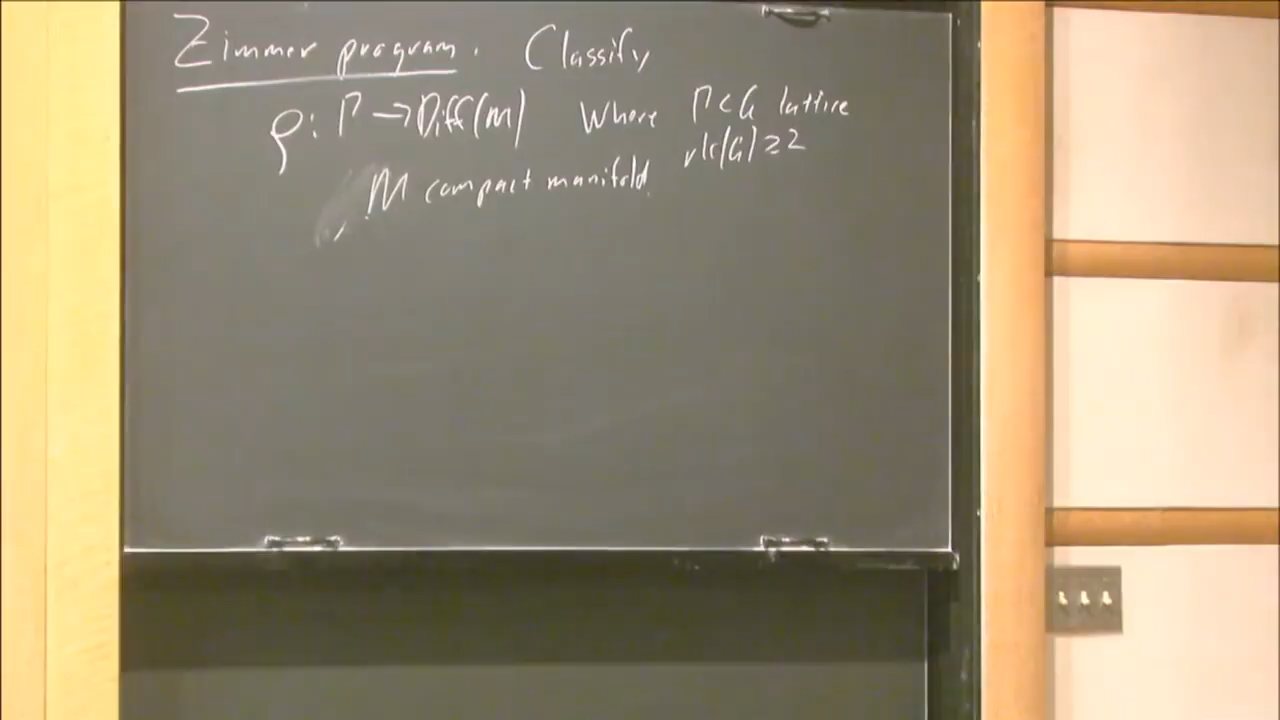 Zimmer program. Classify
ρ: Γ → Diff(M) Where Γ < G lattice
rk(G) ≥ 2
M compact manifold.